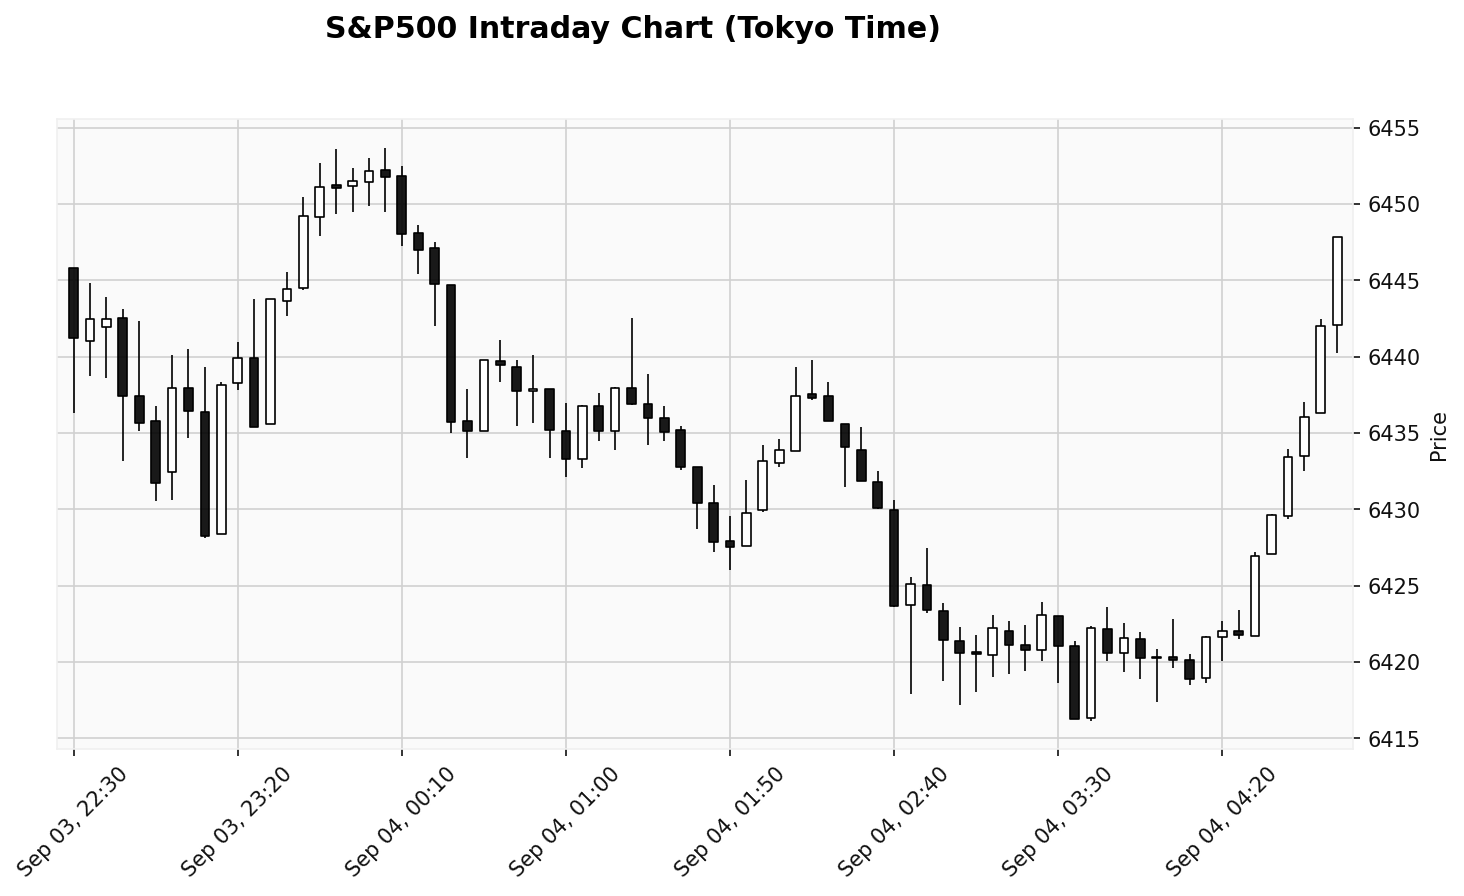 S&P500 Intraday Chart (Tokyo Time)
6455
6450
6445
6440
6435
6430
6425
6420
6415
Price
Sep 03, 22:30
Sep 03, 23:20
Sep 04, 00:10
Sep 04, 01:00
Sep 04, 01:50
Sep 04, 02:40
Sep 04, 03:30
Sep 04, 04:20